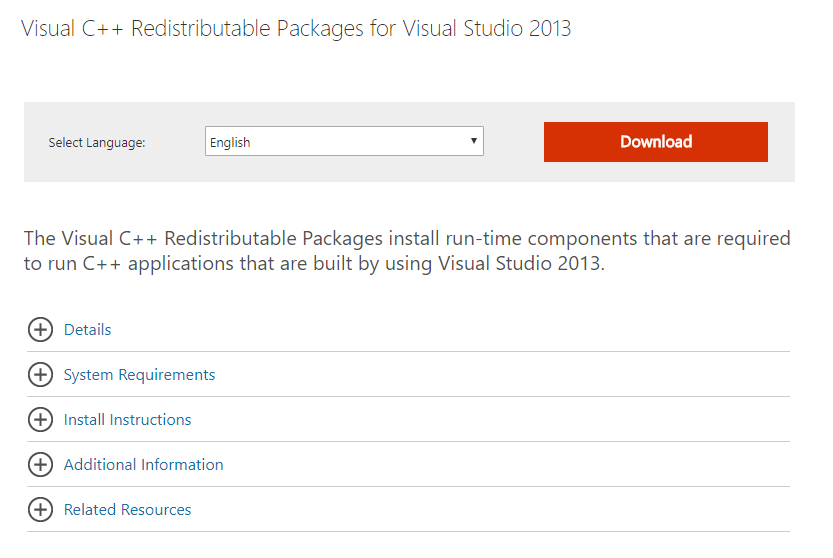 Visual C++ Redistributable Packages for Visual Studio 2013
Select Language:
English
Download
The Visual C++ Redistributable Packages install run-time components that are required
to run C++ applications that are built by using Visual Studio 2013.
Details
System Requirements
Install Instructions
Additional Information
Related Resources